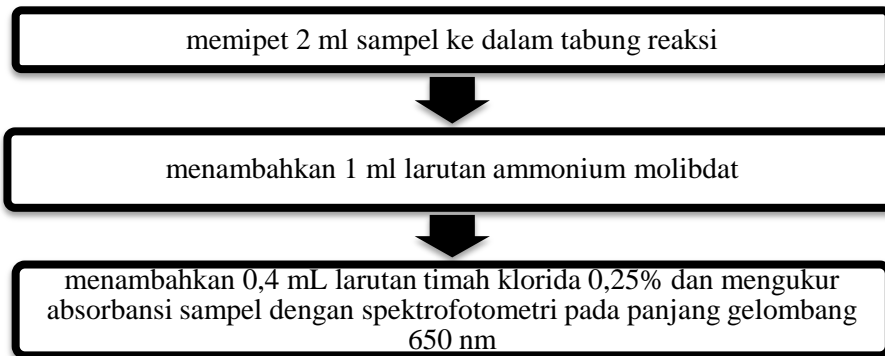 memipet 2 ml sampel ke dalam tabung reaksi
menambahkan 1 ml larutan ammonium molibdat
menambahkan 0,4 mL larutan timah klorida 0,25% dan mengukur
absorbansi sampel dengan spektrofotometri pada panjang gelombang
650 nm